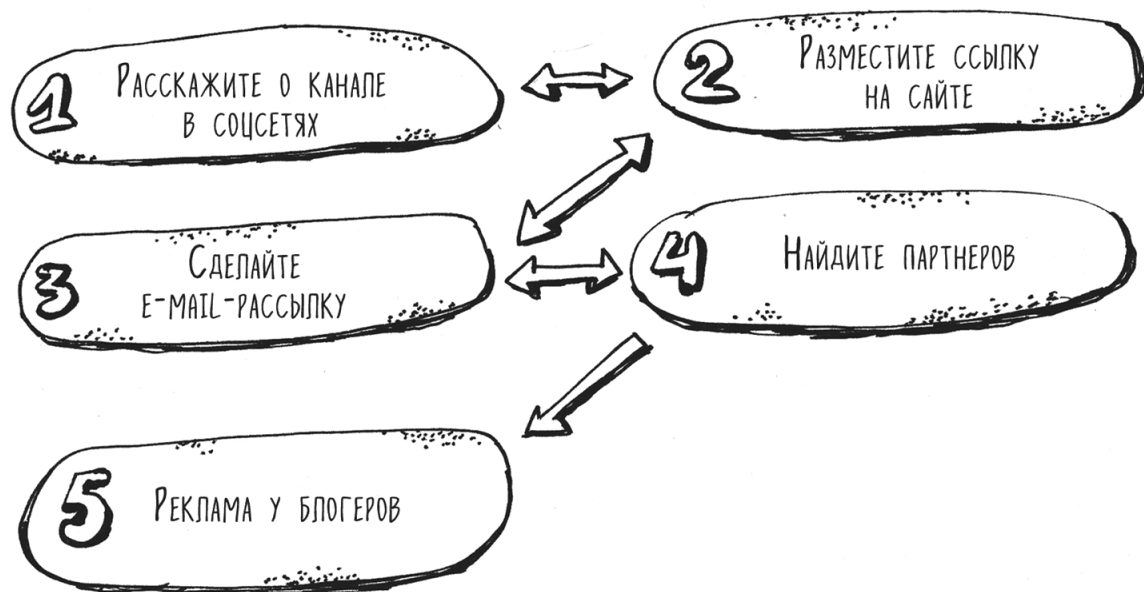 1 Расскажите о канале
в соцсетях
2 Разместите ссылку
на сайте
3 Сделайте
e-mail-рассылку
4 Найдите партнеров
5 Реклама у блогеров